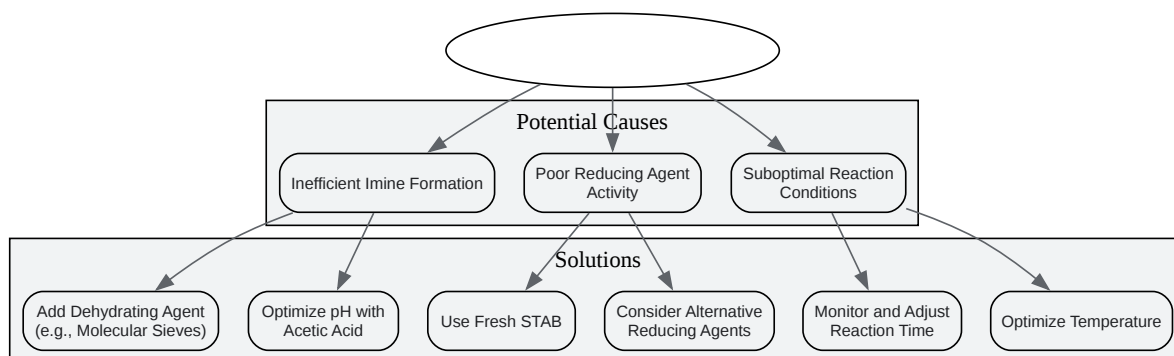 Potential Causes
Inefficient Imine Formation
Poor Reducing Agent
Activity
Suboptimal Reaction
Conditions
Solutions
Add Dehydrating Agent
(e.g., Molecular Sieves)
Optimize pH with
Acetic Acid
Use Fresh STAB
Consider Alternative
Reducing Agents
Monitor and Adjust
Reaction Time
Optimize Temperature